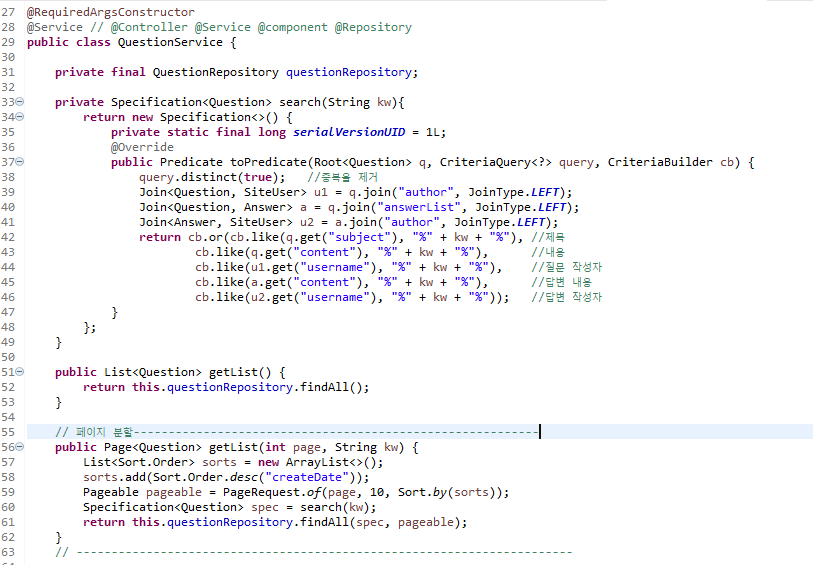 27 @RequiredArgsConstructor
28 @Service // @Controller @Service @component @Repository
29 public class QuestionService {
30
31     private final QuestionRepository questionRepository;
32
33     private Specification<Question> search(String kw){
34         return new Specification<>() {
35             private static final long serialVersionUID = 1L;
36             @Override
37             public Predicate toPredicate(Root<Question> q, CriteriaQuery<?> query, CriteriaBuilder cb) {
38                 query.distinct(true);   //중복을 제거
39                 Join<Question, SiteUser> u1 = q.join("author", JoinType.LEFT);
40                 Join<Question, Answer> a = q.join("answerList", JoinType.LEFT);
41                 Join<Answer, SiteUser> u2 = a.join("author", JoinType.LEFT);
42                 return cb.or(cb.like(q.get("subject"), "%" + kw + "%"), //제목
43                         cb.like(q.get("content"), "%" + kw + "%"),      //내용
44                         cb.like(u1.get("username"), "%" + kw + "%"),    //질문 작성자
45                         cb.like(a.get("content"), "%" + kw + "%"),      //답변 내용
46                         cb.like(u2.get("username"), "%" + kw + "%"));   //답변 작성자
47             }
48         };
49     }
50
51     public List<Question> getList() {
52         return this.questionRepository.findAll();
53     }
54
55     // 페이지 분할----------------------------------------------------------
56     public Page<Question> getList(int page, String kw) {
57         List<Sort.Order> sorts = new ArrayList<>();
58         sorts.add(Sort.Order.desc("createDate"));
59         Pageable pageable = PageRequest.of(page, 10, Sort.by(sorts));
60         Specification<Question> spec = search(kw);
61         return this.questionRepository.findAll(spec, pageable);
62     }
63     // -----------------------------------------------------------------------